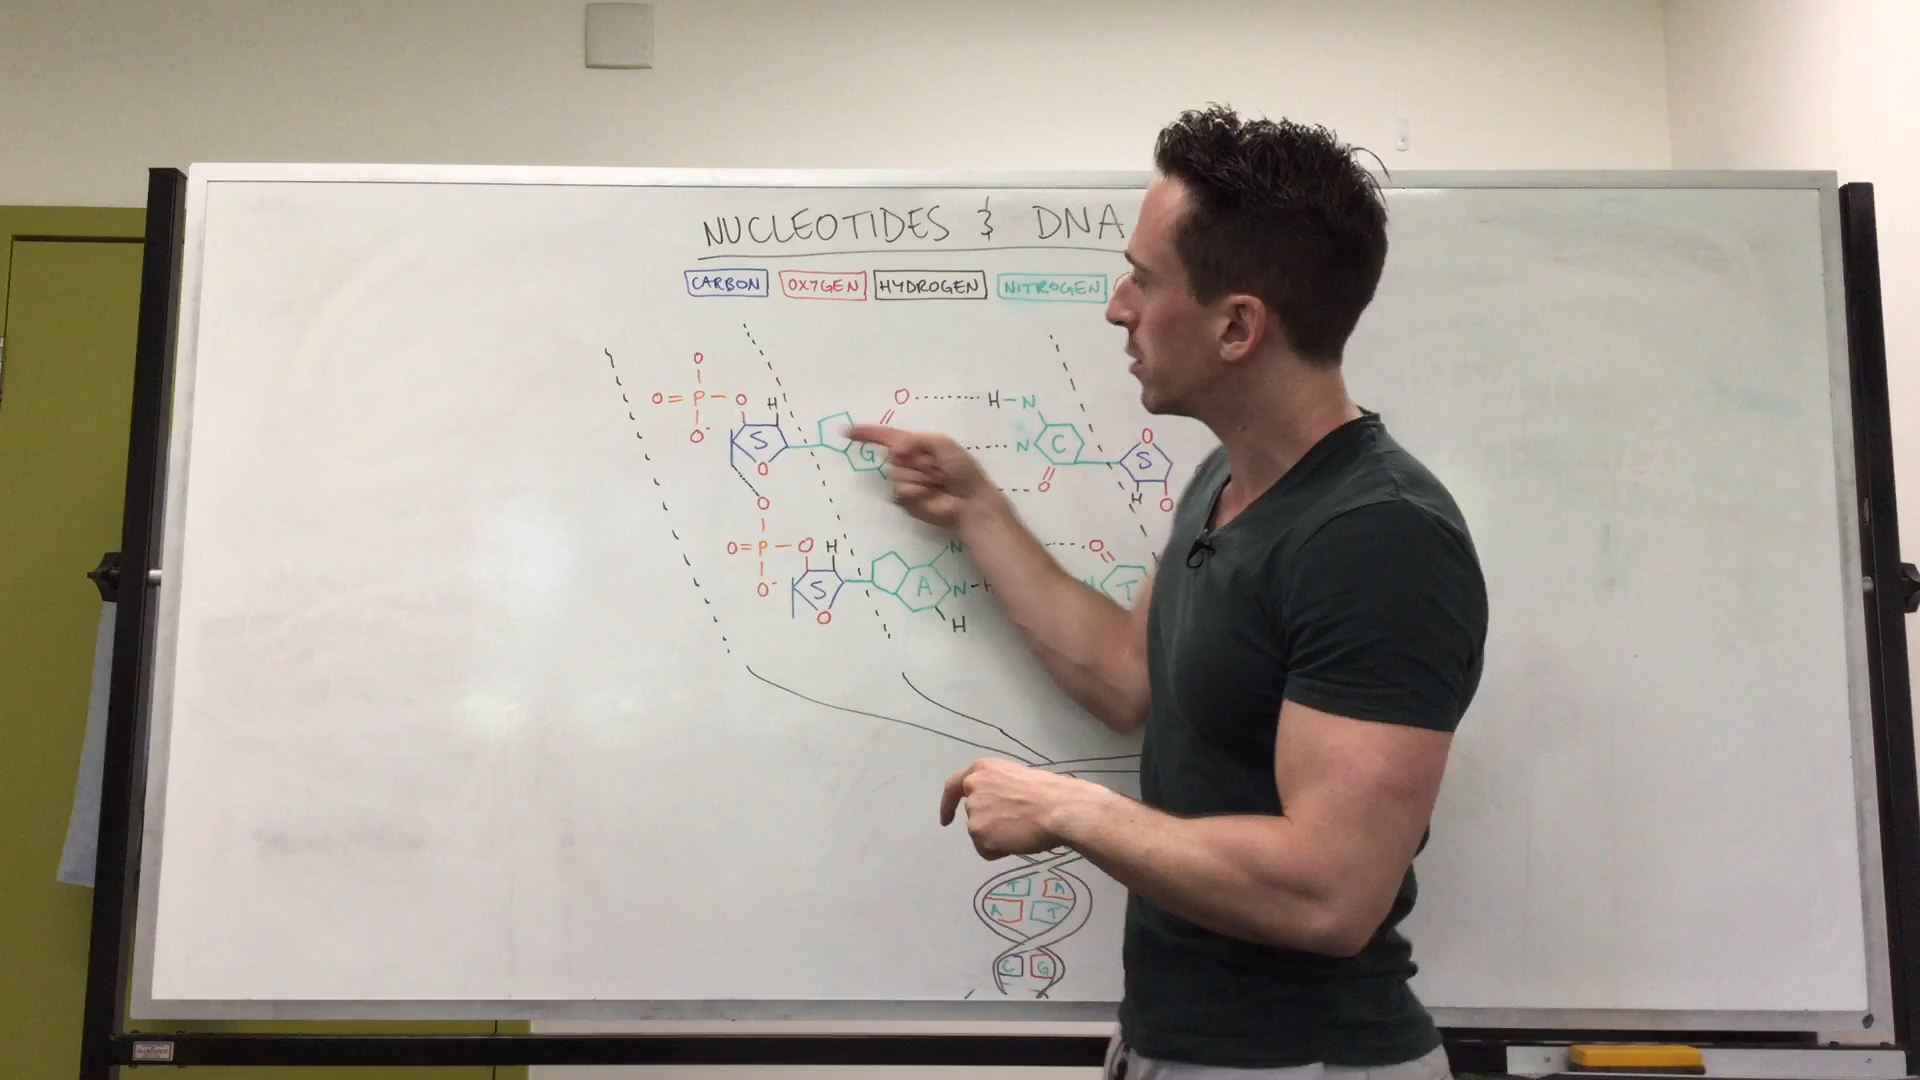 NUCLEOTIDES & DNA
CARBON OXYGEN HYDROGEN NITROGEN
O
O=P-O H O H-N O
O- S G N C S
O O H O
O
O=P-O H N O
O- S A N-H N T
O H
T A
A T
C G